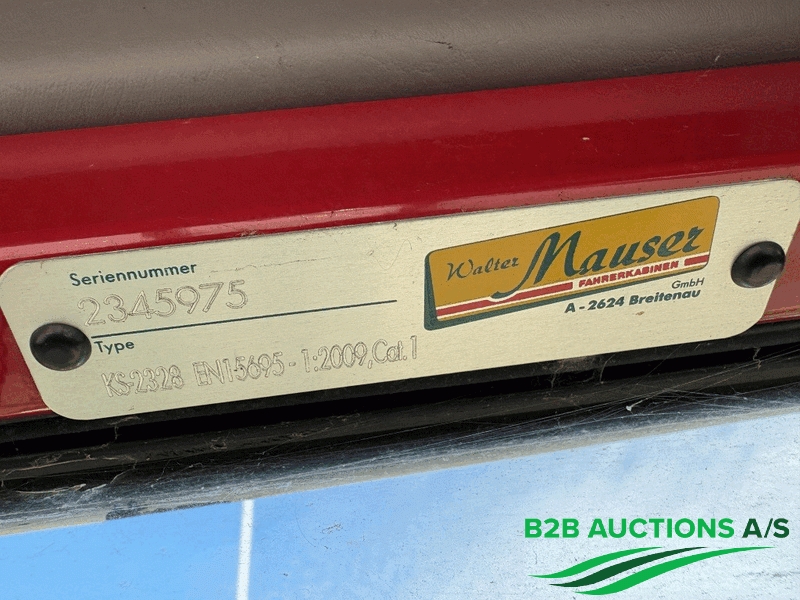 Seriennummer
2345975
Type
KS-2328 EN15695-1:2009,Cat.1
Walter Mauser
FAHRERKABINEN
GmbH
A - 2624 Breitenau
B2B AUCTIONS A/S